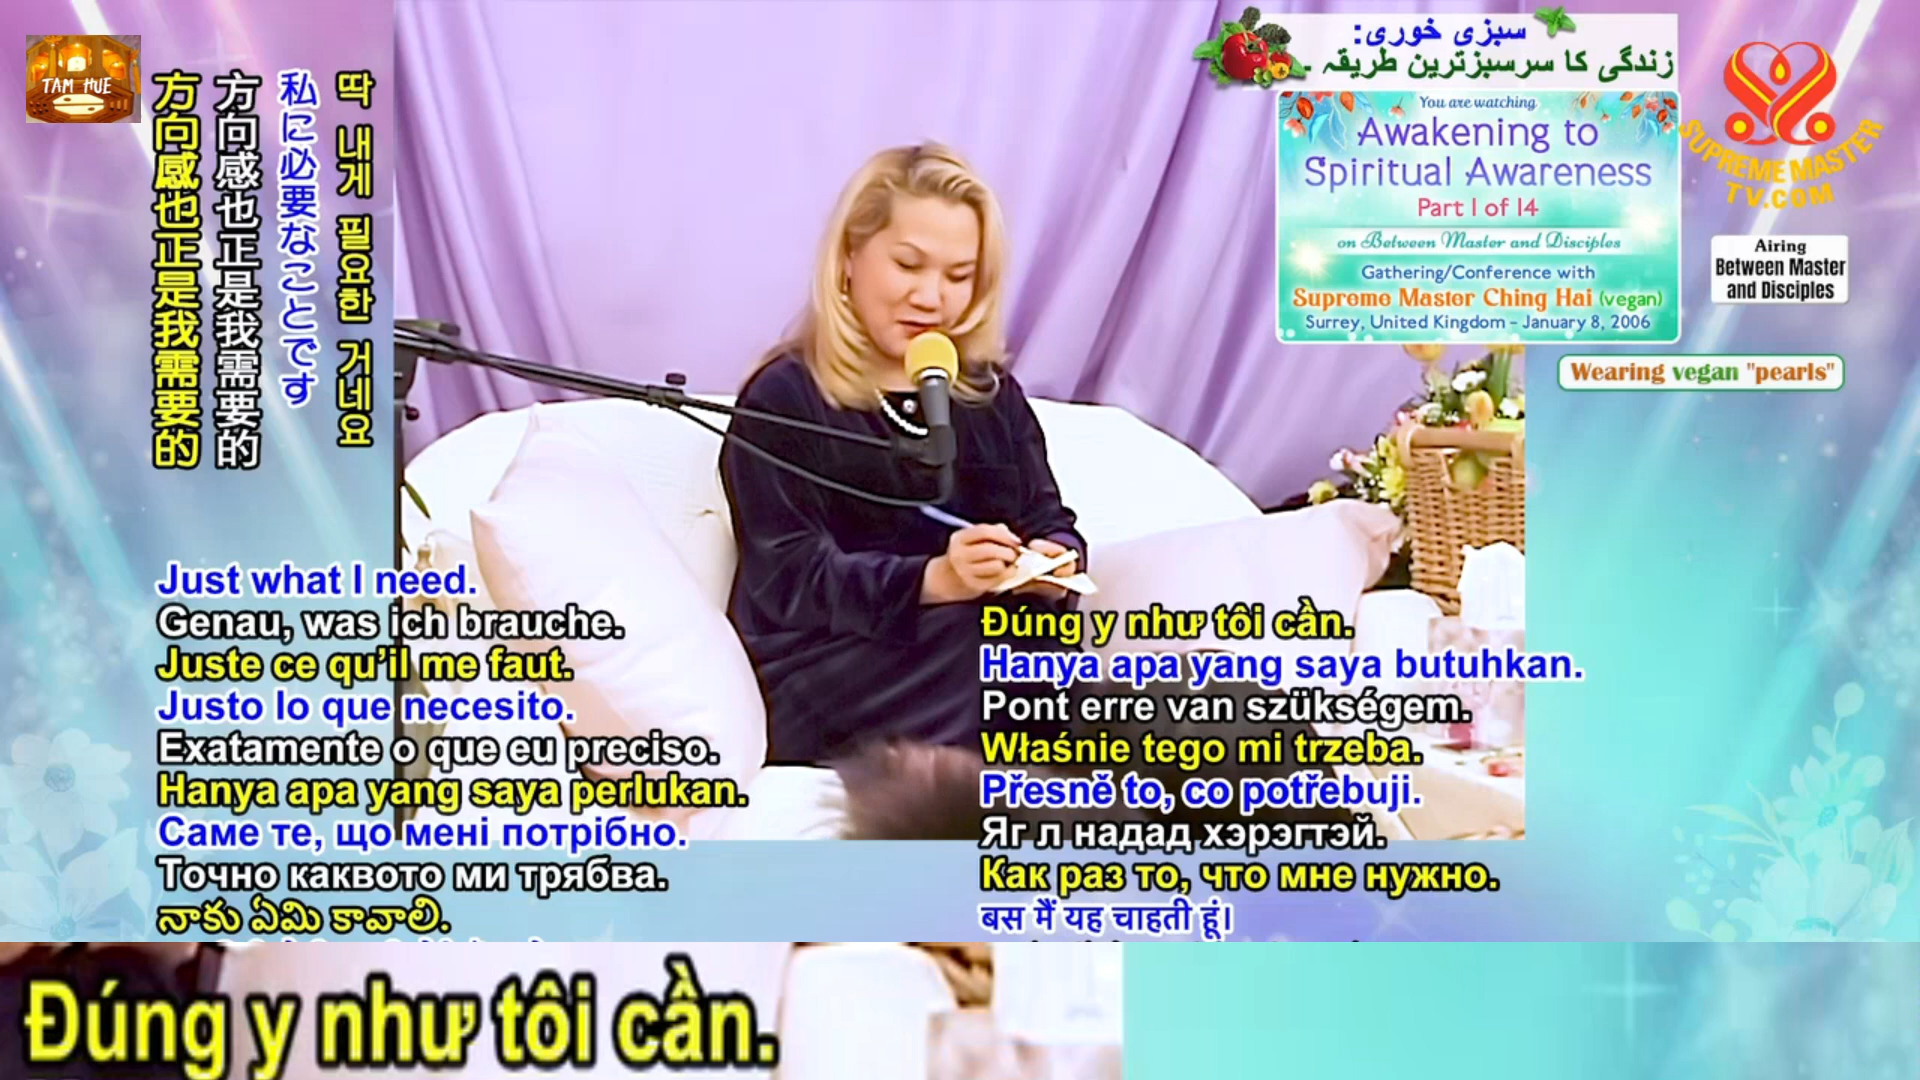 TAM HUE
方向感也正是我需要的
方向感也正是我需要的
私に必要なことです
딱 내게 필요한 거네요
سبزی خوری:
زندگی کا سرسبزترین طریقہ ۔
You are watching
Awakening to
Spiritual Awareness
Part 1 of 14
on Between Master and Disciples
Gathering/Conference with
Supreme Master Ching Hai (vegan)
Surrey, United Kingdom - January 8, 2006
SUPREME MASTER
TV.COM
Airing
Between Master
and Disciples
Wearing vegan "pearls"
Just what I need.
Genau, was ich brauche.
Juste ce qu’il me faut.
Justo lo que necesito.
Exatamente o que eu preciso.
Hanya apa yang saya perlukan.
Саме те, що мені потрібно.
Точно каквото ми трябва.
నాకు ఏమి కావాలి.
Đúng y như tôi cần.
Hanya apa yang saya butuhkan.
Pont erre van szükségem.
Właśnie tego mi trzeba.
Přesně to, co potřebuji.
Яг л надад хэрэгтэй.
Как раз то, что мне нужно.
बस मैं यह चाहती हूं।
Đúng y như tôi cần.